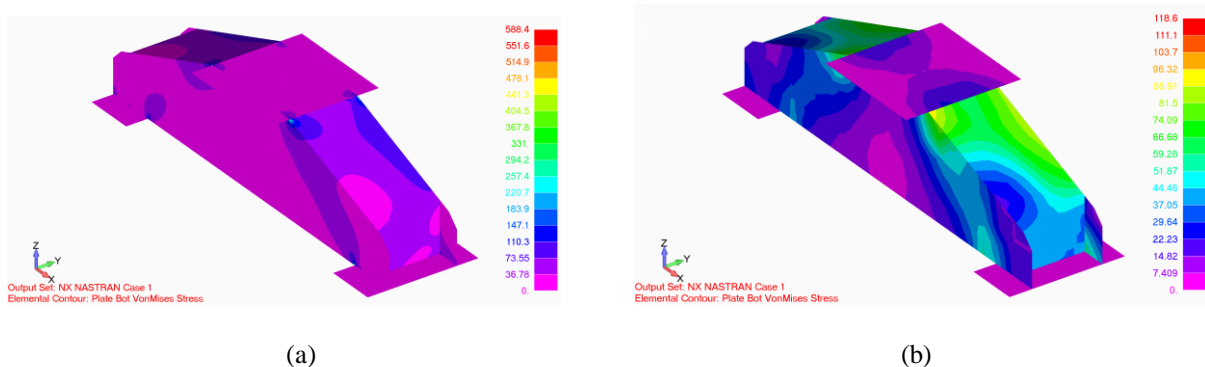 588.4
551.6
514.9
478.1
441.3
404.5
367.8
331.
294.2
257.4
220.7
183.9
147.1
110.3
73.55
36.78
0.
Z
Y
X
Output Set: NX NASTRAN Case 1
Elemental Contour: Plate Bot VonMises Stress
(a)
118.6
111.1
103.7
96.32
88.91
81.5
74.09
66.68
59.28
51.87
44.46
37.05
29.64
22.23
14.82
7.409
0.
Z
Y
X
Output Set: NX NASTRAN Case 1
Elemental Contour: Plate Bot VonMises Stress
(b)